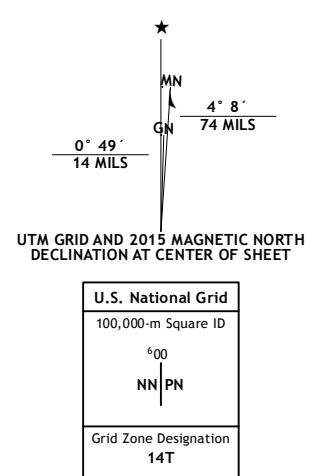 ★
MN
GN
4° 8´
74 MILS
0° 49´
14 MILS
UTM GRID AND 2015 MAGNETIC NORTH
DECLINATION AT CENTER OF SHEET
U.S. National Grid
100,000-m Square ID
⁶00
NN PN
Grid Zone Designation
14T